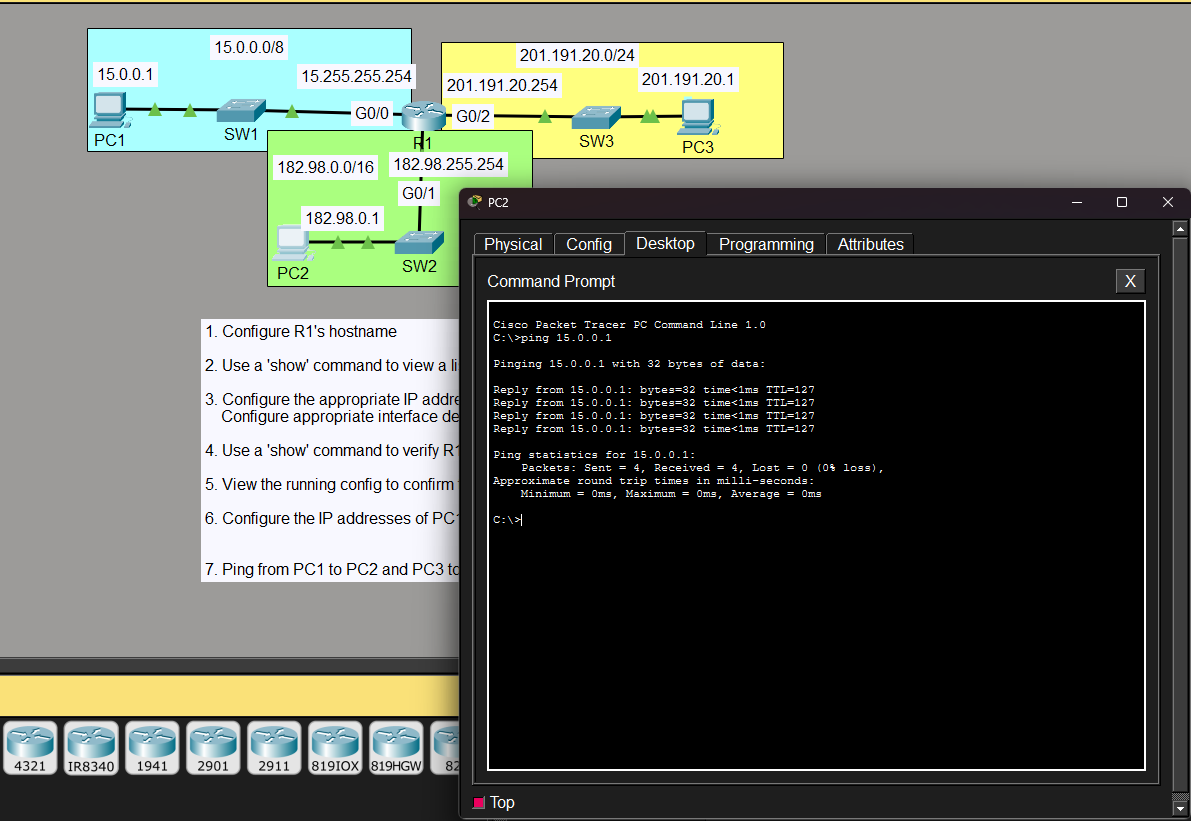 15.0.0.0/8
15.0.0.1
15.255.255.254
G0/0
SW1
PC1
R1
201.191.20.0/24
201.191.20.254
201.191.20.1
G0/2
SW3
PC3
182.98.0.0/16
182.98.255.254
G0/1
182.98.0.1
PC2
SW2
1. Configure R1's hostname
2. Use a 'show' command to view a li
3. Configure the appropriate IP addre
Configure appropriate interface de
4. Use a 'show' command to verify R1
5. View the running config to confirm
6. Configure the IP addresses of PC1
7. Ping from PC1 to PC2 and PC3 to
4321
IR8340
1941
2901
2911
819IOX
819HGW
82
PC2
Physical
Config
Desktop
Programming
Attributes
Command Prompt
X
Cisco Packet Tracer PC Command Line 1.0
C:\>ping 15.0.0.1
Pinging 15.0.0.1 with 32 bytes of data:
Reply from 15.0.0.1: bytes=32 time<1ms TTL=127
Reply from 15.0.0.1: bytes=32 time<1ms TTL=127
Reply from 15.0.0.1: bytes=32 time<1ms TTL=127
Reply from 15.0.0.1: bytes=32 time<1ms TTL=127
Ping statistics for 15.0.0.1:
Packets: Sent = 4, Received = 4, Lost = 0 (0% loss),
Approximate round trip times in milli-seconds:
Minimum = 0ms, Maximum = 0ms, Average = 0ms
C:\>
Top